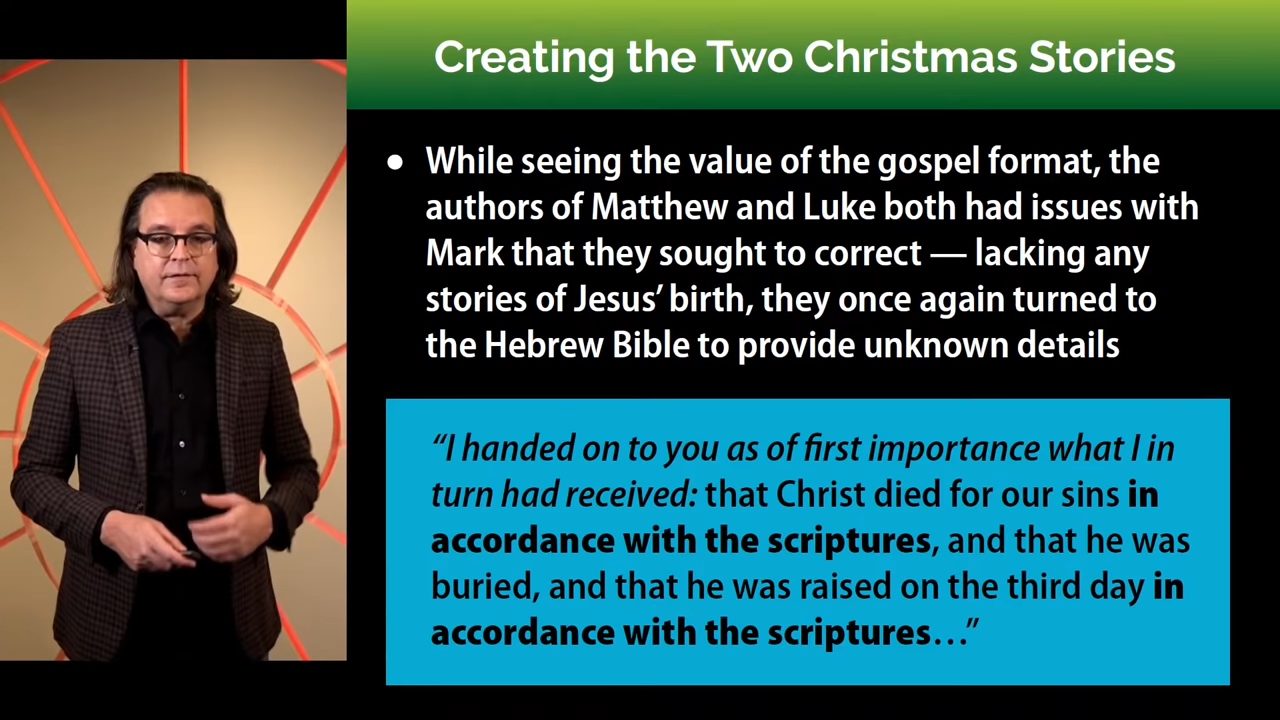 Creating the Two Christmas Stories
● While seeing the value of the gospel format, the
authors of Matthew and Luke both had issues with
Mark that they sought to correct — lacking any
stories of Jesus’ birth, they once again turned to
the Hebrew Bible to provide unknown details
“I handed on to you as of first importance what I in
turn had received: that Christ died for our sins in
accordance with the scriptures, and that he was
buried, and that he was raised on the third day in
accordance with the scriptures…”